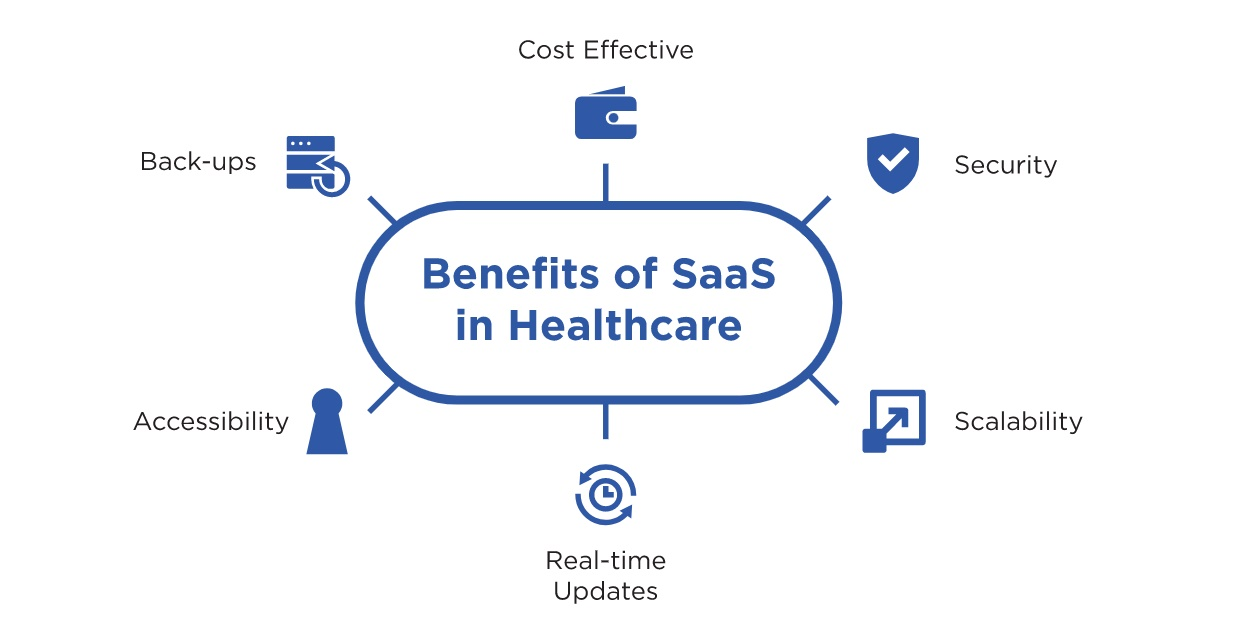 Cost Effective
Back-ups
Security
Benefits of SaaS
in Healthcare
Accessibility
Scalability
Real-time
Updates